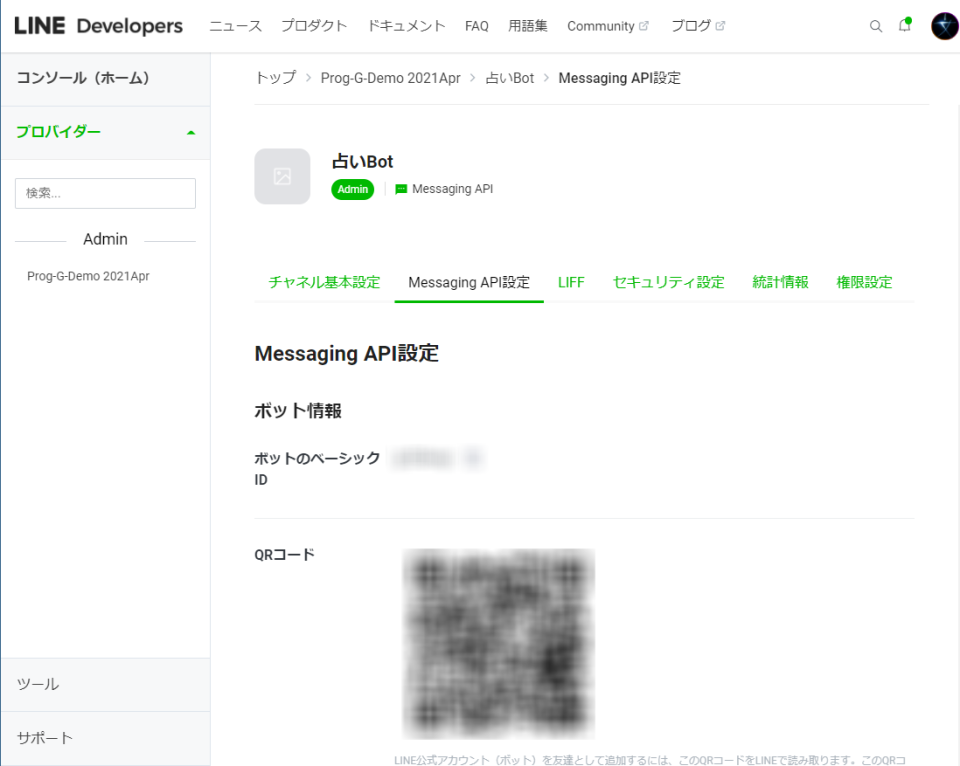 LINE Developers ニュース プロダクト ドキュメント FAQ 用語集 Community ブログ
コンソール（ホーム）
トップ › Prog-G-Demo 2021Apr › 占いBot › Messaging API設定
プロバイダー
検索...
Admin
Prog-G-Demo 2021Apr
ツール
サポート
占いBot
Admin Messaging API
チャネル基本設定 Messaging API設定 LIFF セキュリティ設定 統計情報 権限設定
Messaging API設定
ボット情報
ボットのベーシック
ID
QRコード
LINE公式アカウント（ボット）を友達として追加するには、このQRコードをLINEで読み取ります。このQRコ